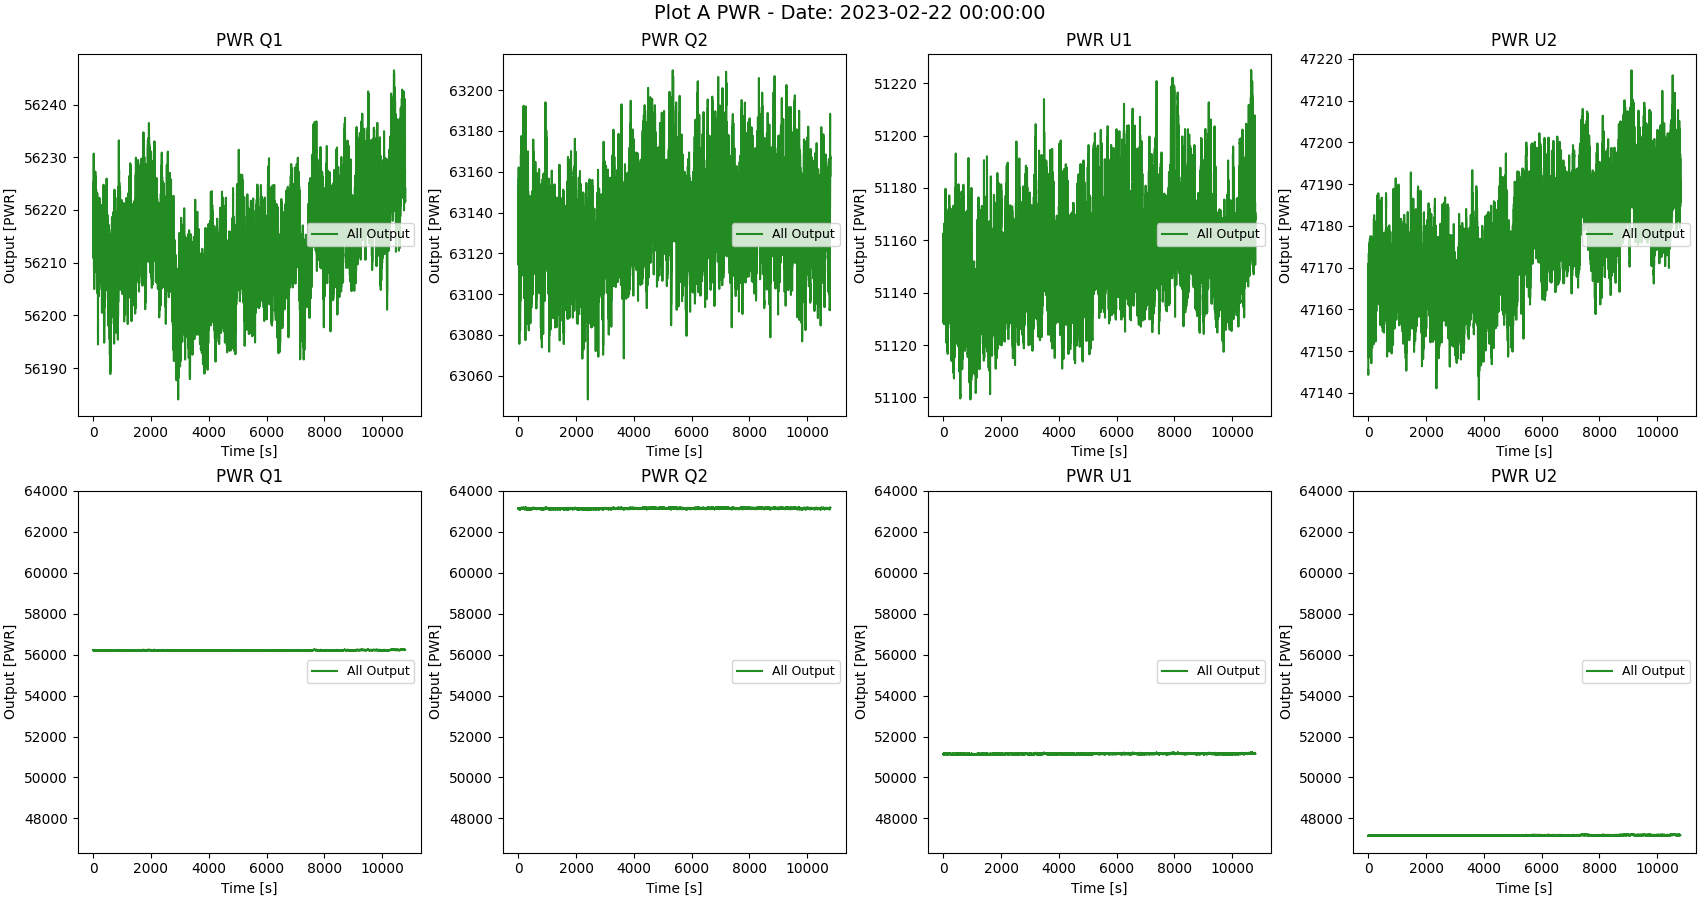 Plot A PWR - Date: 2023-02-22 00:00:00
PWR Q1
Output [PWR]
56240
56230
56220
56210
56200
56190
All Output
0 2000 4000 6000 8000 10000
Time [s]
PWR Q2
Output [PWR]
63200
63180
63160
63140
63120
63100
63080
63060
All Output
0 2000 4000 6000 8000 10000
Time [s]
PWR U1
Output [PWR]
51220
51200
51180
51160
51140
51120
51100
All Output
0 2000 4000 6000 8000 10000
Time [s]
PWR U2
Output [PWR]
47220
47210
47200
47190
47180
47170
47160
47150
47140
All Output
0 2000 4000 6000 8000 10000
Time [s]
PWR Q1
Output [PWR]
64000
62000
60000
58000
56000
54000
52000
50000
48000
All Output
0 2000 4000 6000 8000 10000
Time [s]
PWR Q2
Output [PWR]
64000
62000
60000
58000
56000
54000
52000
50000
48000
All Output
0 2000 4000 6000 8000 10000
Time [s]
PWR U1
Output [PWR]
64000
62000
60000
58000
56000
54000
52000
50000
48000
All Output
0 2000 4000 6000 8000 10000
Time [s]
PWR U2
Output [PWR]
64000
62000
60000
58000
56000
54000
52000
50000
48000
All Output
0 2000 4000 6000 8000 10000
Time [s]